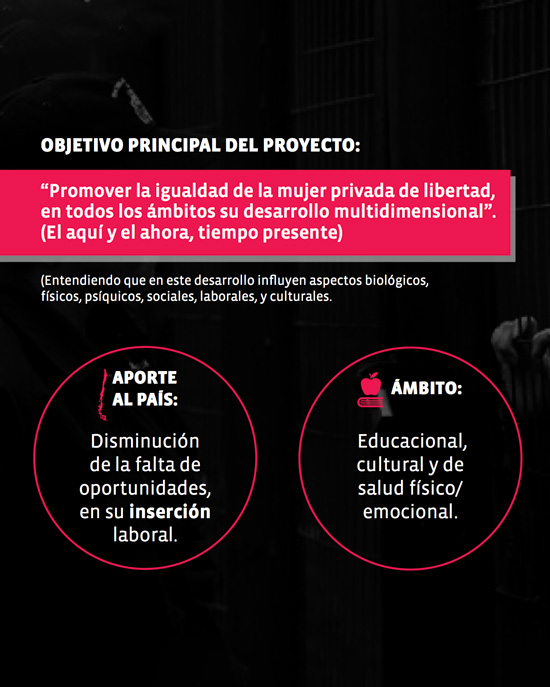 OBJETIVO PRINCIPAL DEL PROYECTO:
“Promover la igualdad de la mujer privada de libertad,
en todos los ámbitos su desarrollo multidimensional”.
(El aquí y el ahora, tiempo presente)
(Entendiendo que en este desarrollo influyen aspectos biológicos,
físicos, psíquicos, sociales, laborales, y culturales.
APORTE
AL PAÍS:
Disminución
de la falta de
oportunidades,
en su inserción
laboral.
ÁMBITO:
Educacional,
cultural y de
salud físico/
emocional.